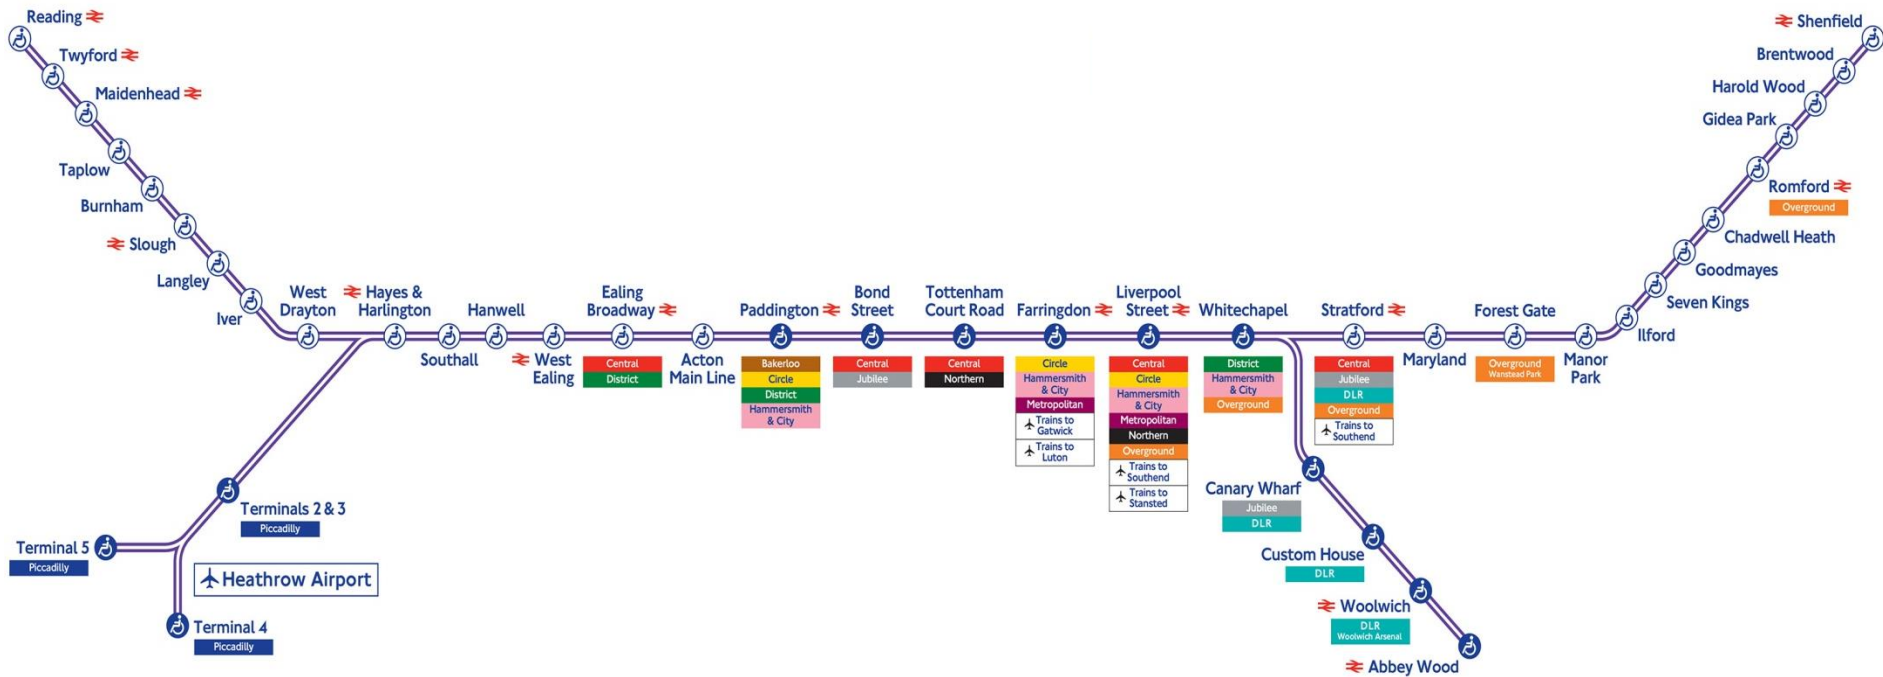 Reading
Twyford
Maidenhead
Taplow
Burnham
Slough
Langley
Iver
West
Drayton
Hayes &
Harlington
Southall
Hanwell
West
Ealing
Ealing
Broadway
Central
District
Acton
Main Line
Paddington
Bakerloo
Circle
District
Hammersmith
& City
Bond
Street
Central
Jubilee
Tottenham
Court Road
Central
Northern
Farringdon
Circle
Hammersmith
& City
Metropolitan
Trains to
Gatwick
Trains to
Luton
Liverpool
Street
Central
Circle
Hammersmith
& City
Metropolitan
Northern
Overground
Trains to
Southend
Trains to
Stansted
Whitechapel
District
Hammersmith
& City
Overground
Stratford
Central
Jubilee
DLR
Overground
Trains to
Southend
Maryland
Forest Gate
Overground
Wanstead Park
Manor
Park
Ilford
Seven Kings
Goodmayes
Chadwell Heath
Romford
Overground
Gidea Park
Harold Wood
Brentwood
Shenfield
Canary Wharf
Jubilee
DLR
Custom House
DLR
Woolwich
DLR
Woolwich Arsenal
Abbey Wood
Terminals 2 & 3
Piccadilly
Terminal 5
Piccadilly
Heathrow Airport
Terminal 4
Piccadilly